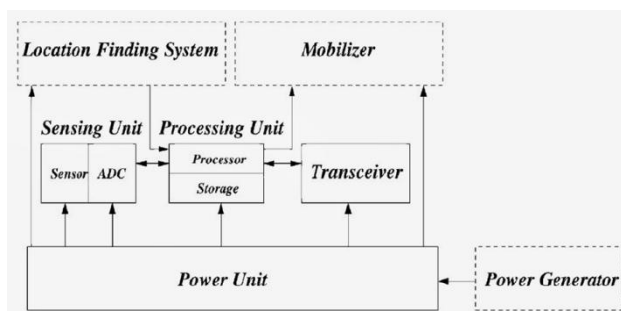 Location Finding System
Mobilizer
Sensing Unit
Processing Unit
Sensor
ADC
Processor
Storage
Transceiver
Power Unit
Power Generator